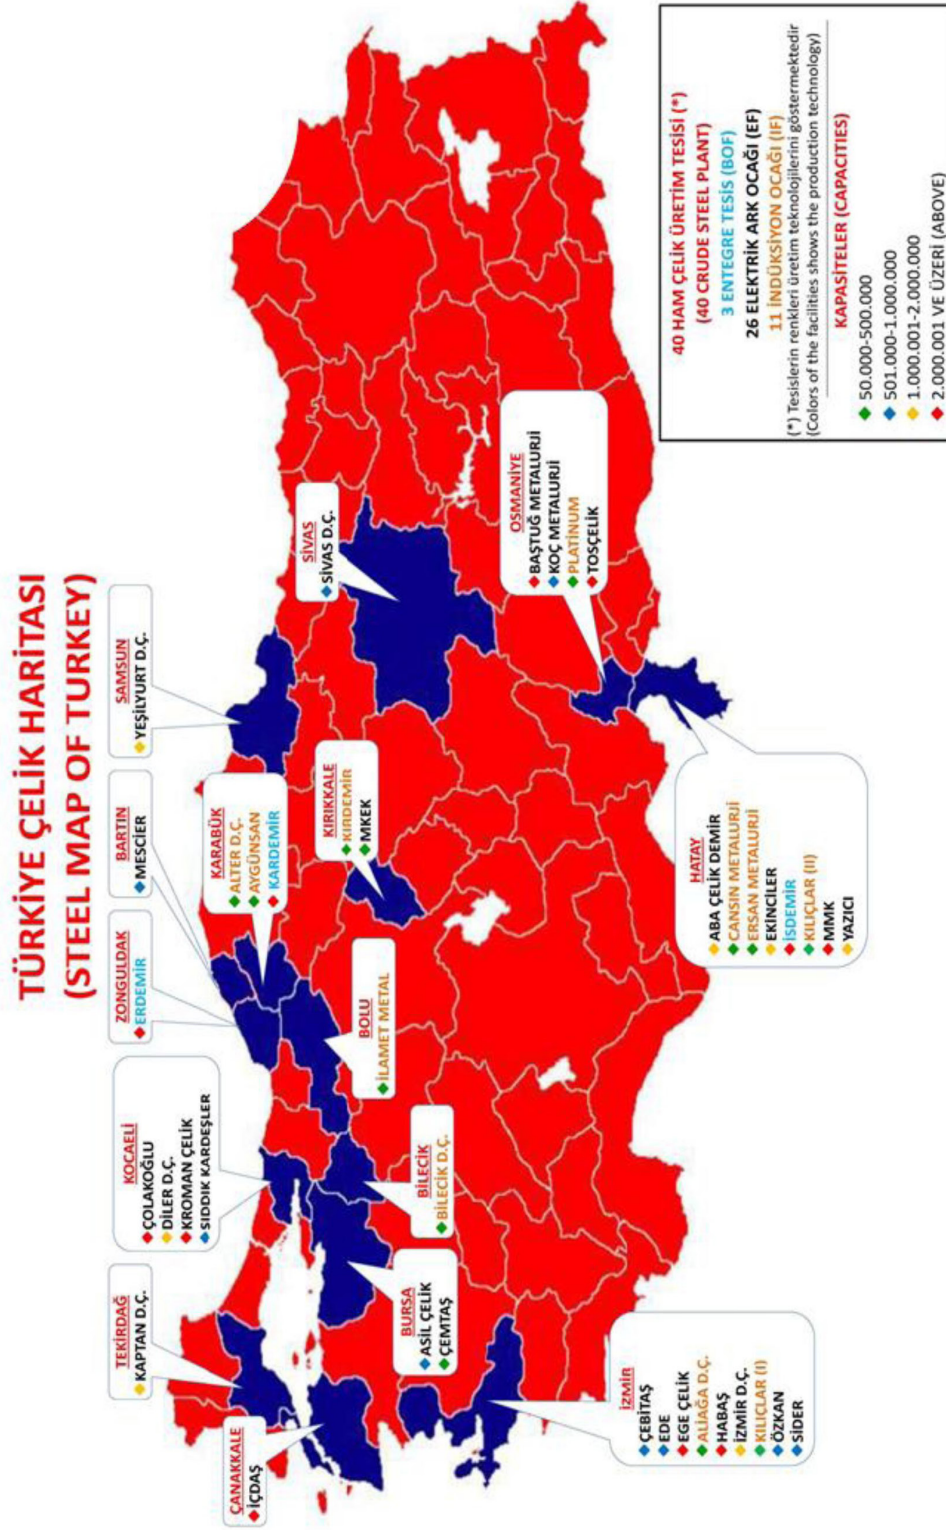 TÜRKİYE ÇELİK HARİTASI
(STEEL MAP OF TURKEY)
TEKİRDAĞ
KAPTAN D.Ç.
KOCAELİ
ÇOLAKOĞLU
DİLER D.Ç.
KROMAN ÇELİK
SIDDIK KARDEŞLER
ZONGULDAK
ERDEMİR
BARTIN
MESCİER
SAMSUN
YEŞİLYURT D.Ç.
ÇANAKKALE
İÇDAŞ
KARABÜK
ALTER D.Ç.
AYGÜNSAN
KARDEMİR
SİVAS
SİVAS D.Ç.
KIRIKKALE
KIRDEMİR
MKEK
BOLU
İLAMET METAL
BİLECİK
BİLECİK D.Ç.
BURSA
ASİL ÇELİK
ÇEMTAŞ
OSMANİYE
BAŞTUĞ METALURJİ
KOÇ METALURJİ
PLATİNUM
TOSÇELİK
İZMİR
ÇEBİTAŞ
EDE
EGE ÇELİK
ALİAĞA D.Ç.
HABAŞ
İZMİR D.Ç.
KILIÇLAR (I)
ÖZKAN
SİDER
HATAY
ABA ÇELİK DEMİR
CANSIN METALURJİ
ERSAN METALURJİ
EKİNCİLER
İSDEMİR
KILIÇLAR (II)
MMK
YAZICI
40 HAM ÇELİK ÜRETİM TESİSİ (*)
(40 CRUDE STEEL PLANT)
3 ENTEGRE TESİS (BOF)
26 ELEKTRİK ARK OCAĞI (EF)
11 İNDÜKSİYON OCAĞI (IF)
(*) Tesislerin renkleri üretim teknolojilerini göstermektedir
(Colors of the facilities shows the production technology)
KAPASİTELER (CAPACITIES)
50.000-500.000
501.000-1.000.000
1.000.001-2.000.000
2.000.001 VE ÜZERİ (ABOVE)